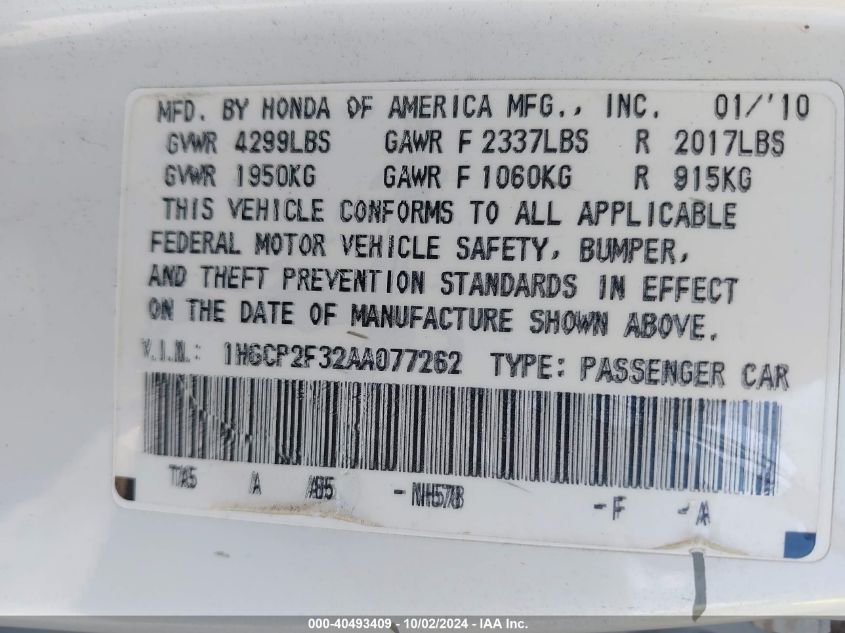 MFD. BY HONDA OF AMERICA MFG., INC. 01/'10
GVWR 4299LBS GAWR F 2337LBS R 2017LBS
GVWR 1950KG GAWR F 1060KG R 915KG
THIS VEHICLE CONFORMS TO ALL APPLICABLE
FEDERAL MOTOR VEHICLE SAFETY, BUMPER,
AND THEFT PREVENTION STANDARDS IN EFFECT
ON THE DATE OF MANUFACTURE SHOWN ABOVE.
V.I.N.: 1HGCP2F32AA077262 TYPE: PASSENGER CAR
TA5 A AB5 -NH578 -F -A
000-40493409 - 10/02/2024 - IAA Inc.